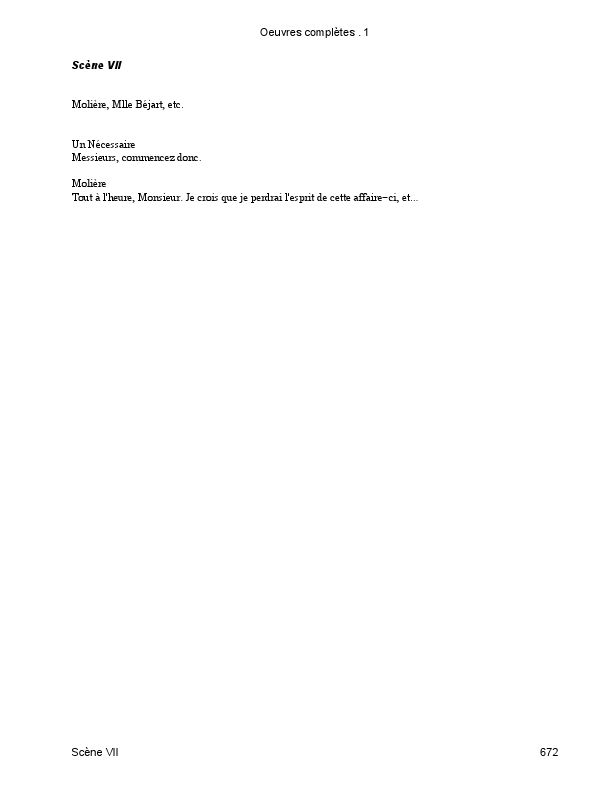 Oeuvres complètes . 1
Scène VII
Molière, Mlle Béjart, etc.
Un Nécessaire
Messieurs, commencez donc.
Molière
Tout à l'heure, Monsieur. Je crois que je perdrai l'esprit de cette affaire−ci, et...
Scène VII
672